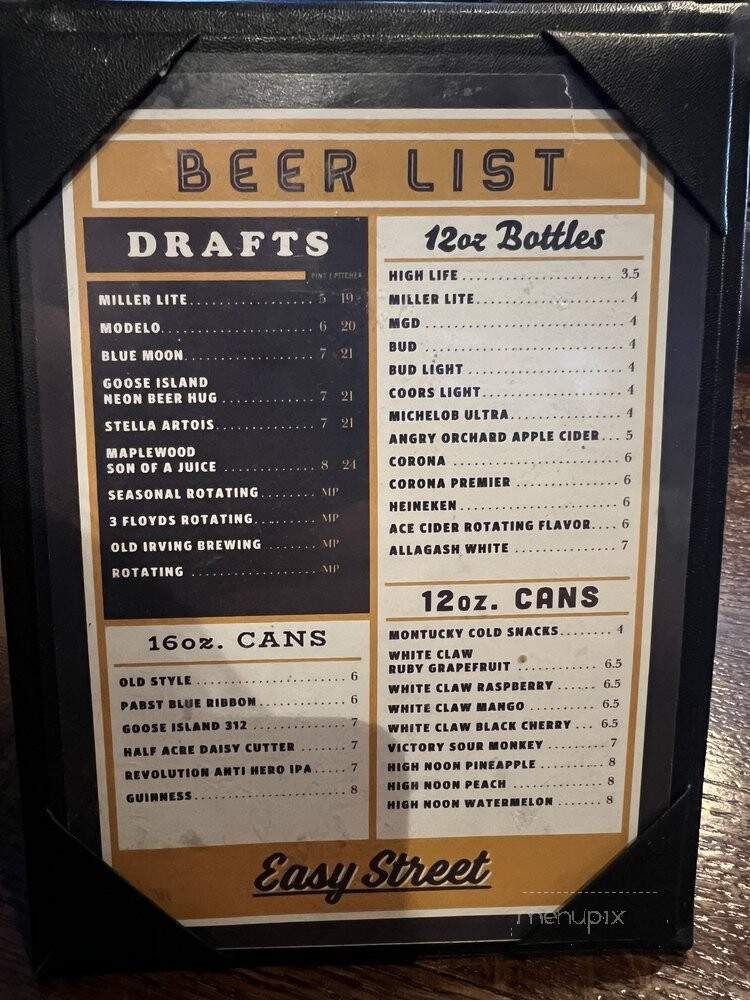 BEER LIST
DRAFTS
PINT | PITCHER
MILLER LITE 5 19
MODELO 6 20
BLUE MOON 7 21
GOOSE ISLAND
NEON BEER HUG 7 21
STELLA ARTOIS 7 21
MAPLEWOOD
SON OF A JUICE 8 24
SEASONAL ROTATING MP
3 FLOYDS ROTATING MP
OLD IRVING BREWING MP
ROTATING MP
16oz. CANS
OLD STYLE 6
PABST BLUE RIBBON 6
GOOSE ISLAND 312 7
HALF ACRE DAISY CUTTER 7
REVOLUTION ANTI HERO IPA 7
GUINNESS 8
12oz Bottles
HIGH LIFE 3.5
MILLER LITE 4
MGD 4
BUD 4
BUD LIGHT 4
COORS LIGHT 4
MICHELOB ULTRA 4
ANGRY ORCHARD APPLE CIDER 5
CORONA 6
CORONA PREMIER 6
HEINEKEN 6
ACE CIDER ROTATING FLAVOR 6
ALLAGASH WHITE 7
12oz. CANS
MONTUCKY COLD SNACKS 4
WHITE CLAW
RUBY GRAPEFRUIT 6.5
WHITE CLAW RASPBERRY 6.5
WHITE CLAW MANGO 6.5
WHITE CLAW BLACK CHERRY 6.5
VICTORY SOUR MONKEY 7
HIGH NOON PINEAPPLE 8
HIGH NOON PEACH 8
HIGH NOON WATERMELON 8
Easy Street
menupix